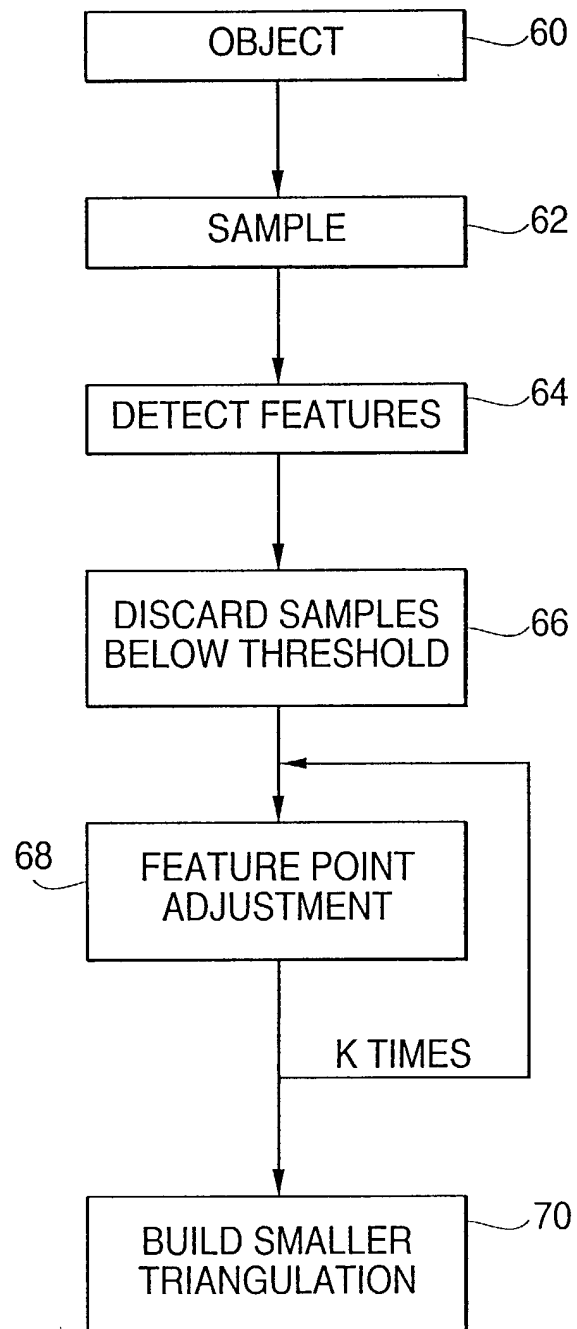 OBJECT
60
SAMPLE
62
DETECT FEATURES
64
DISCARD SAMPLES
BELOW THRESHOLD
66
68
FEATURE POINT
ADJUSTMENT
K TIMES
BUILD SMALLER
TRIANGULATION
70